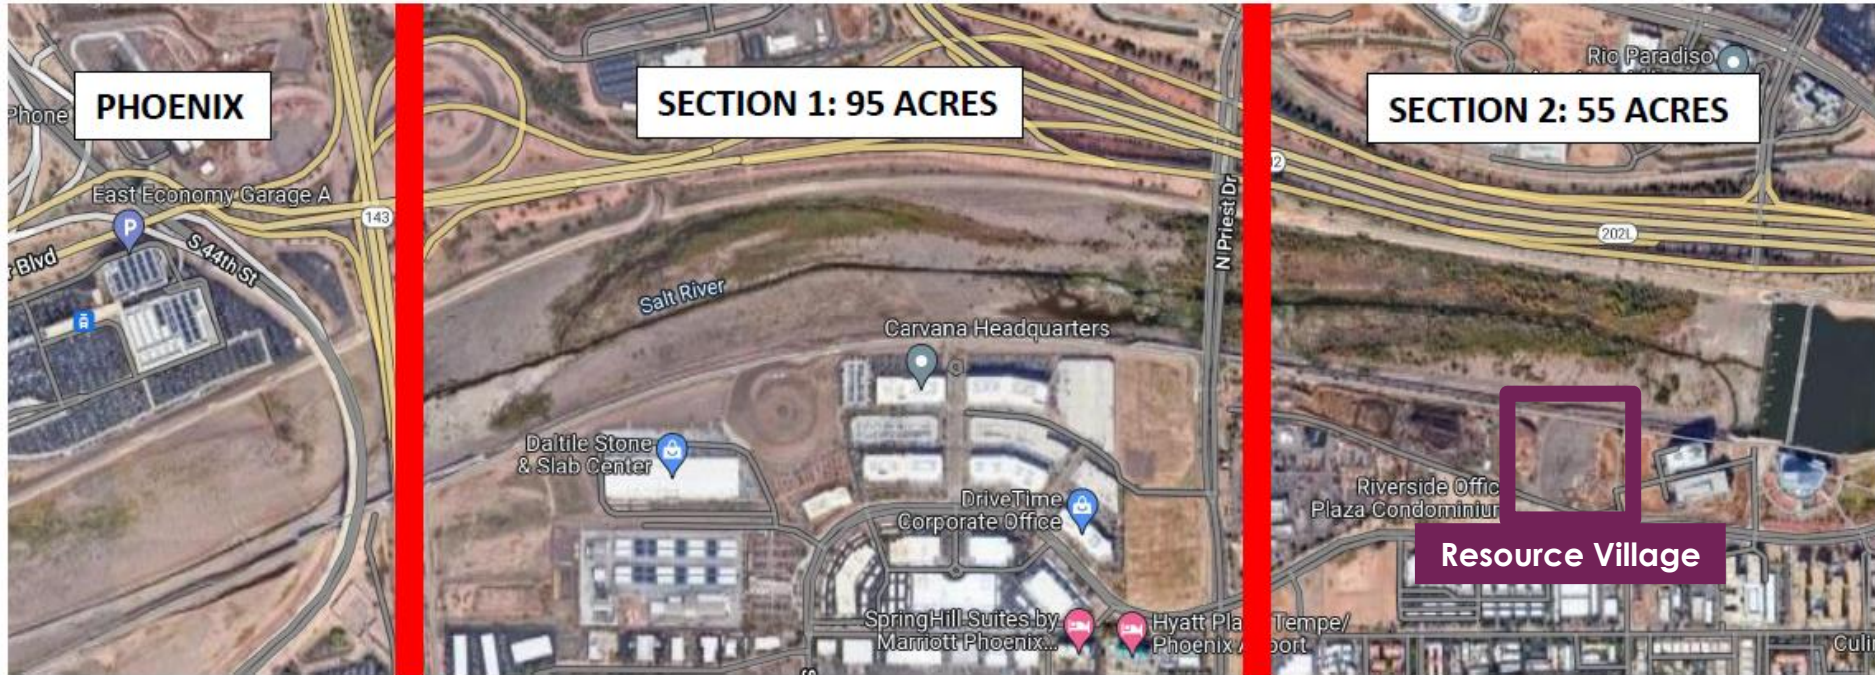 PHOENIX
SECTION 1: 95 ACRES
SECTION 2: 55 ACRES
Rio Paradiso
Phone
East Economy Garage A
P
143
Blvd
S 44th St
N Priest Dr
202L
Salt River
Carvana Headquarters
Daltile Stone
& Slab Center
DriveTime
Corporate Office
Riverside Offic
Plaza Condominiu
Resource Village
SpringHill Suites by
Marriott Phoenix...
Hyatt Pla Tempe/
Phoenix A port
Culi